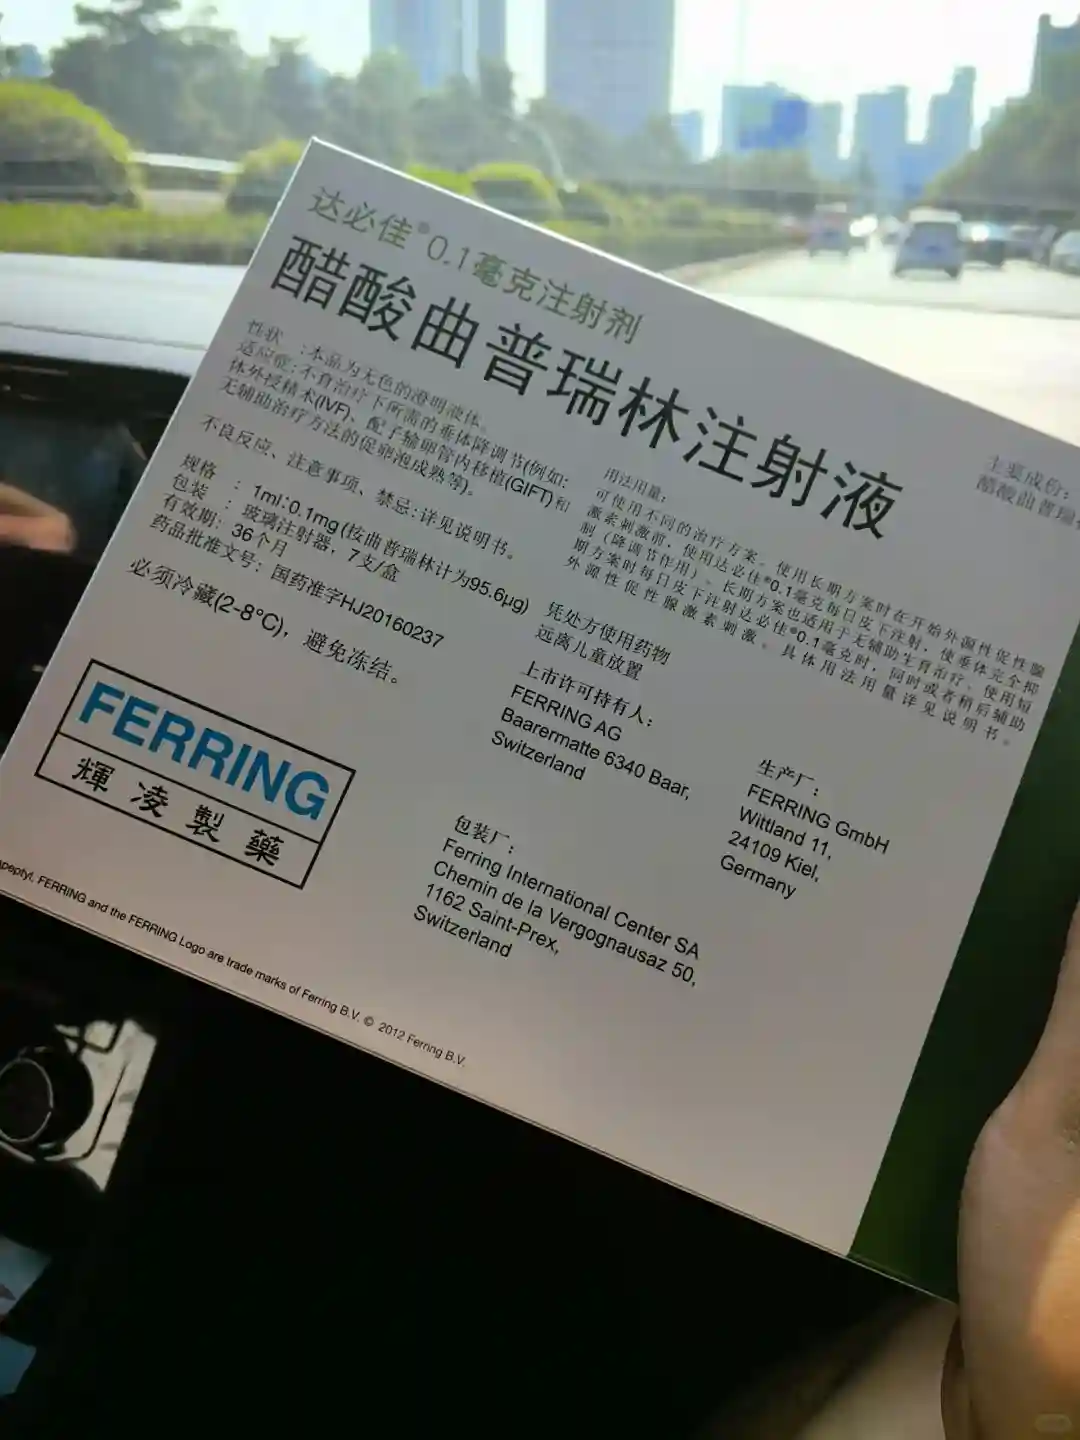 达必佳®0.1毫克注射剂
醋酸曲普瑞林注射液
性状 :本品为无色的澄明液体。
适应症:不育治疗下所需的垂体降调节(例如:
体外授精术(IVF)、配子输卵管内移植(GIFT)和
无辅助治疗方法的促卵泡成熟等)。
不良反应、注意事项、禁忌:详见说明书。
规格 : 1ml:0.1mg(按曲普瑞林计为95.6μg)
包装 : 玻璃注射器,7支/盒
有效期: 36个月
药品批准文号: 国药准字HJ20160237
必须冷藏(2-8°C),避免冻结。
FERRING
輝凌製藥
用法用量:
可使用不同的治疗方案。使用长期方案时在开始外源性促性腺
激素刺激前,使用达必佳®0.1毫克每日皮下注射,使垂体完全抑
制(降调节作用)。长期方案也适用于无辅助生育治疗。使用短
期方案时每日皮下注射达必佳®0.1毫克时,同时或者稍后辅助
外源性促性腺激素刺激。具体用法用量详见说明书。
凭处方使用药物
远离儿童放置
上市许可持有人:
FERRING AG
Baarermatte 6340 Baar,
Switzerland
生产厂:
FERRING GmbH
Wittland 11,
24109 Kiel,
Germany
包装厂:
Ferring International Center SA
Chemin de la Vergognausaz 50,
1162 Saint-Prex,
Switzerland
主要成份:
醋酸曲普瑞
FERRING and the FERRING Logo are trade marks of Ferring B.V. © 2012 Ferring B.V.